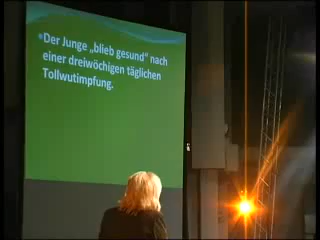 *Der Junge „blieb gesund“ nach
einer dreiwöchigen täglichen
Tollwutimpfung.